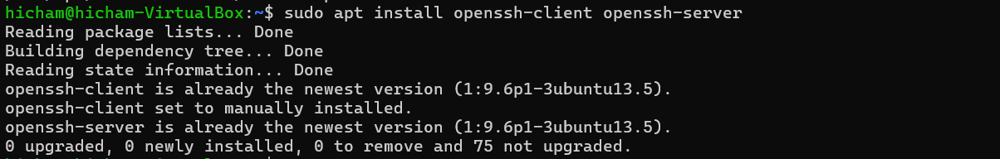 hicham@hicham-VirtualBox:~$ sudo apt install openssh-client openssh-server
Reading package lists... Done
Building dependency tree... Done
Reading state information... Done
openssh-client is already the newest version (1:9.6p1-3ubuntu13.5).
openssh-client set to manually installed.
openssh-server is already the newest version (1:9.6p1-3ubuntu13.5).
0 upgraded, 0 newly installed, 0 to remove and 75 not upgraded.